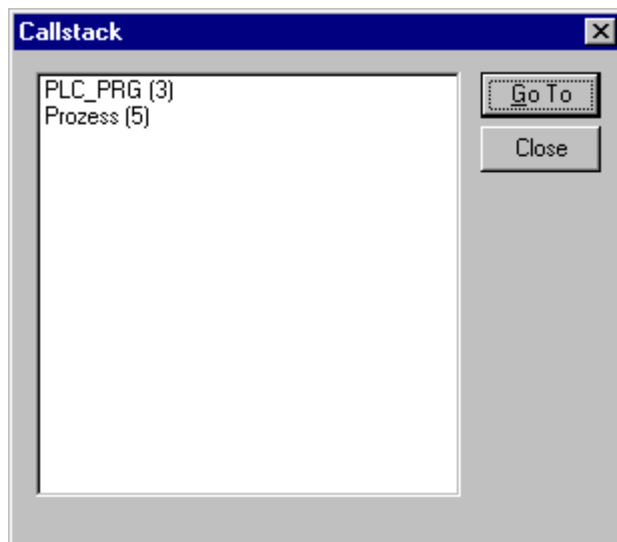 Callstack
PLC_PRG (3)
Prozess (5)
Go To
Close